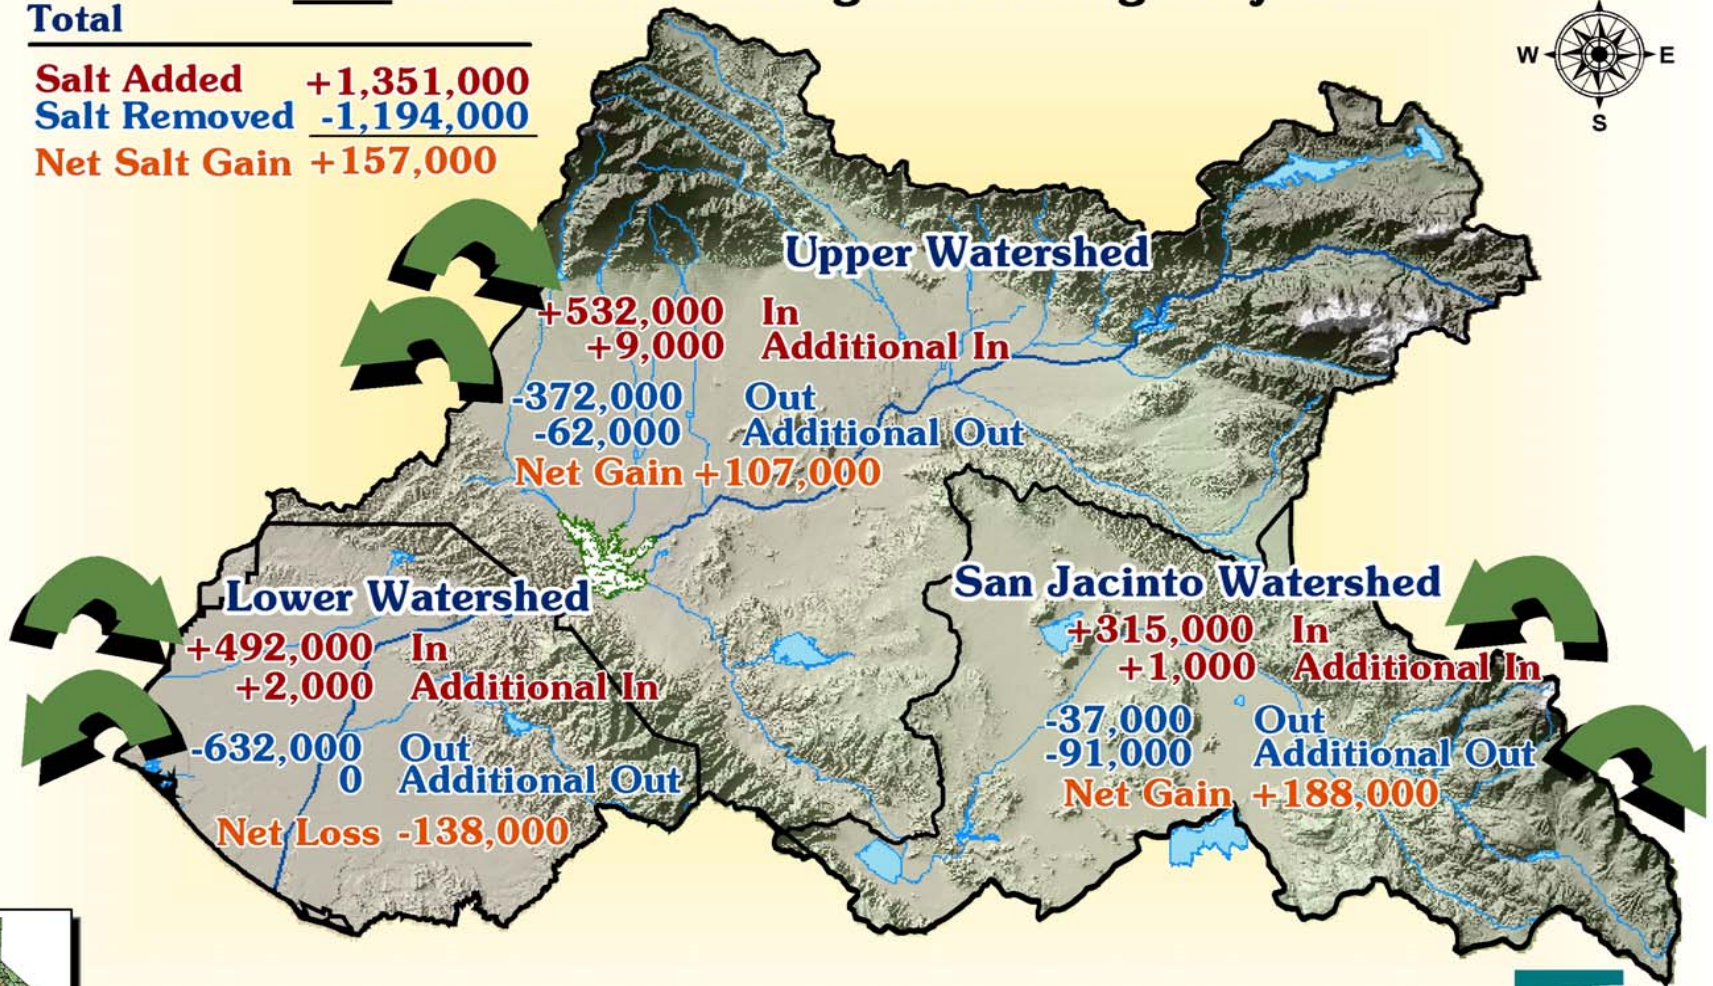 Total
Salt Added +1,351,000
Salt Removed -1,194,000
Net Salt Gain +157,000
W E
S
Upper Watershed
+532,000 In
+9,000 Additional In
-372,000 Out
-62,000 Additional Out
Net Gain +107,000
Lower Watershed
+492,000 In
+2,000 Additional In
-632,000 Out
0 Additional Out
Net Loss -138,000
San Jacinto Watershed
+315,000 In
+1,000 Additional In
-37,000 Out
-91,000 Additional Out
Net Gain +188,000